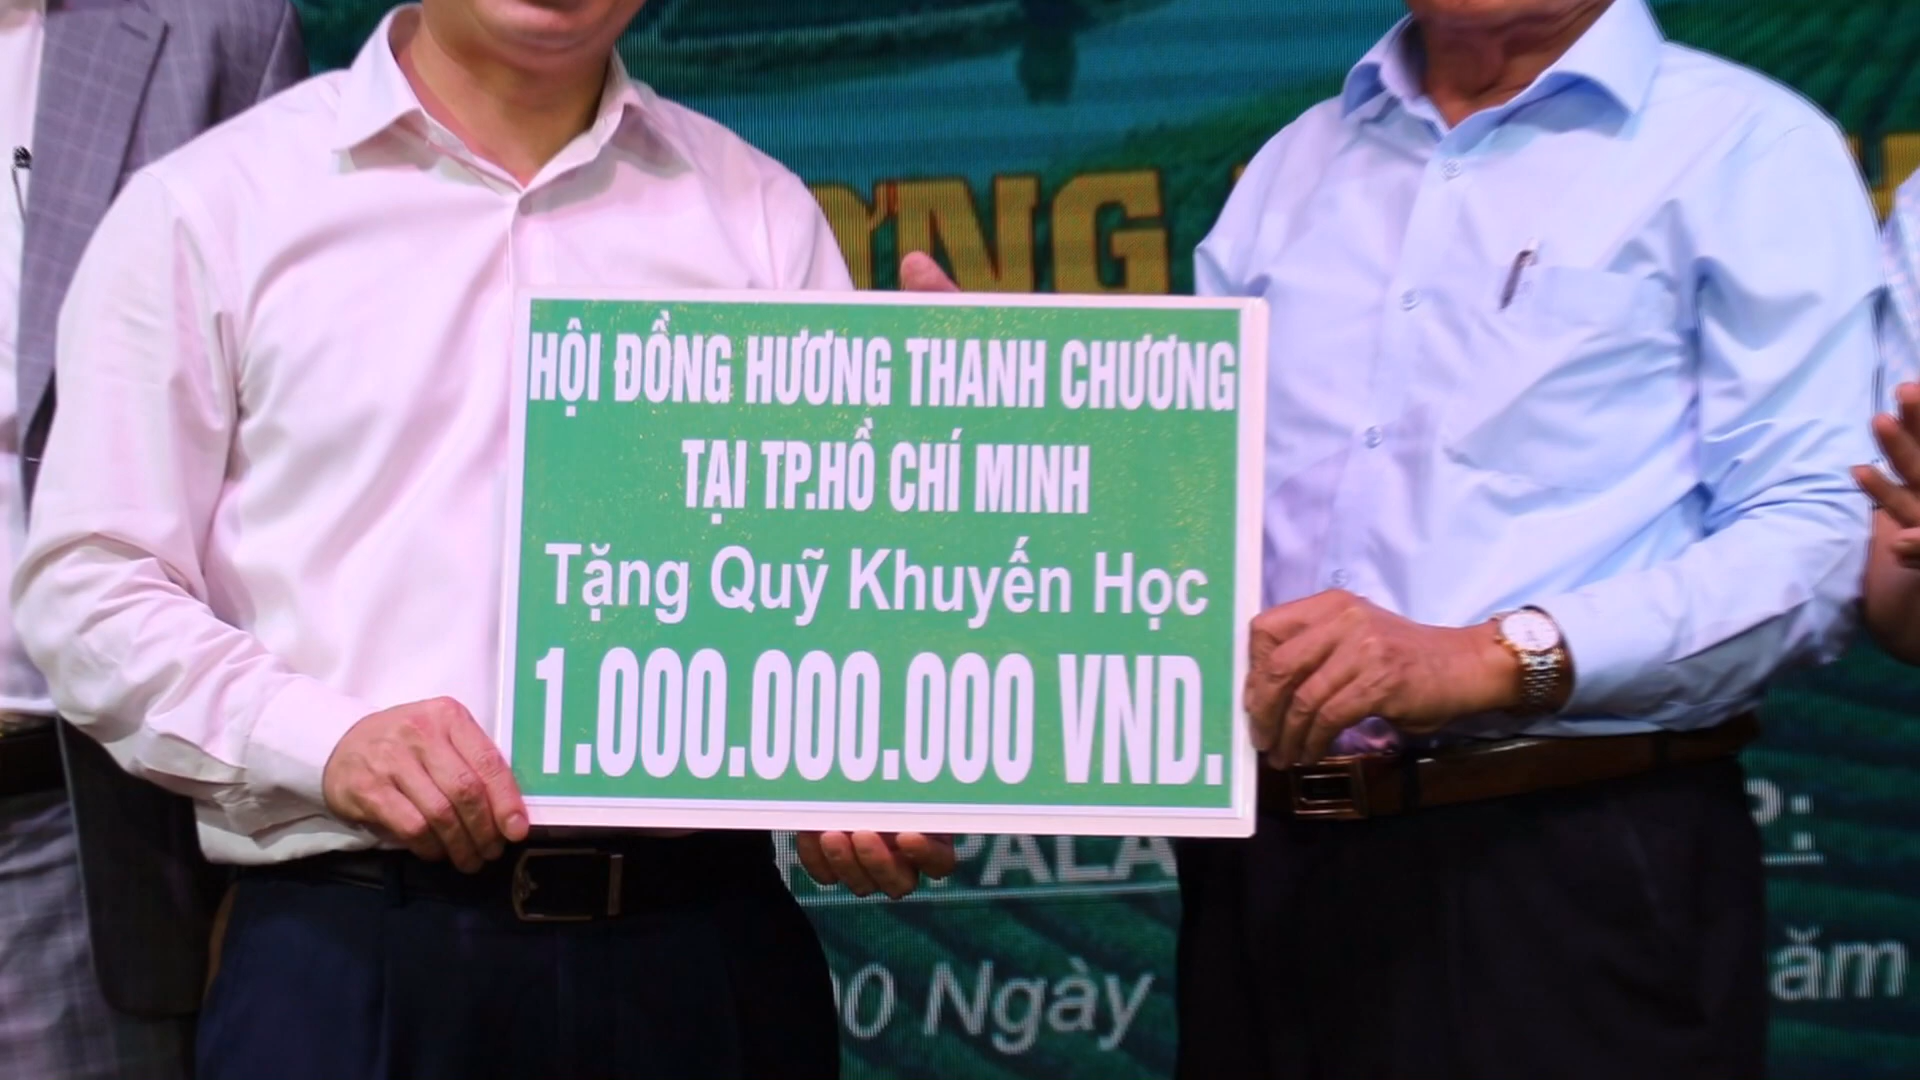 HỘI ĐỒNG HƯƠNG THANH CHƯƠNG
TẠI TP.HỒ CHÍ MINH
Tặng Quỹ Khuyến Học
1.000.000.000 VND.
Ngày